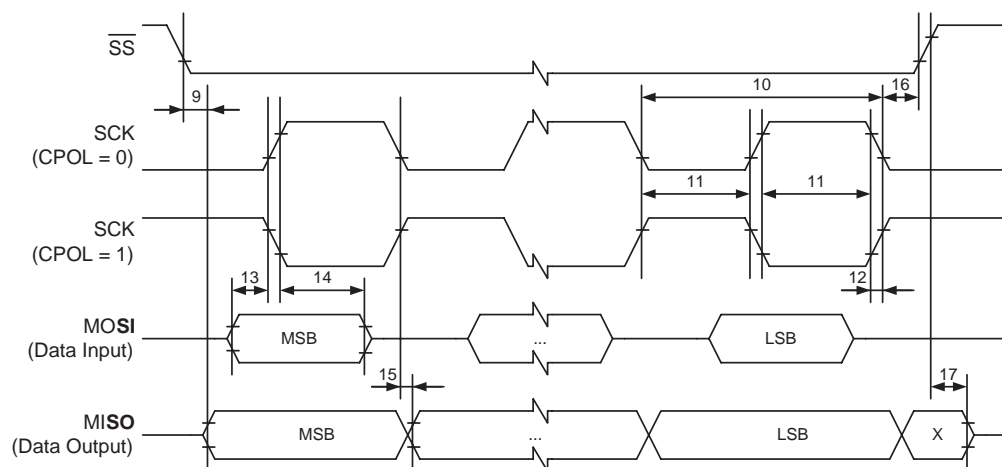 SS
9
10
16
SCK
(CPOL = 0)
11
11
SCK
(CPOL = 1)
13
14
12
MOSI
(Data Input)
MSB
...
LSB
15
17
MISO
(Data Output)
MSB
...
LSB
X